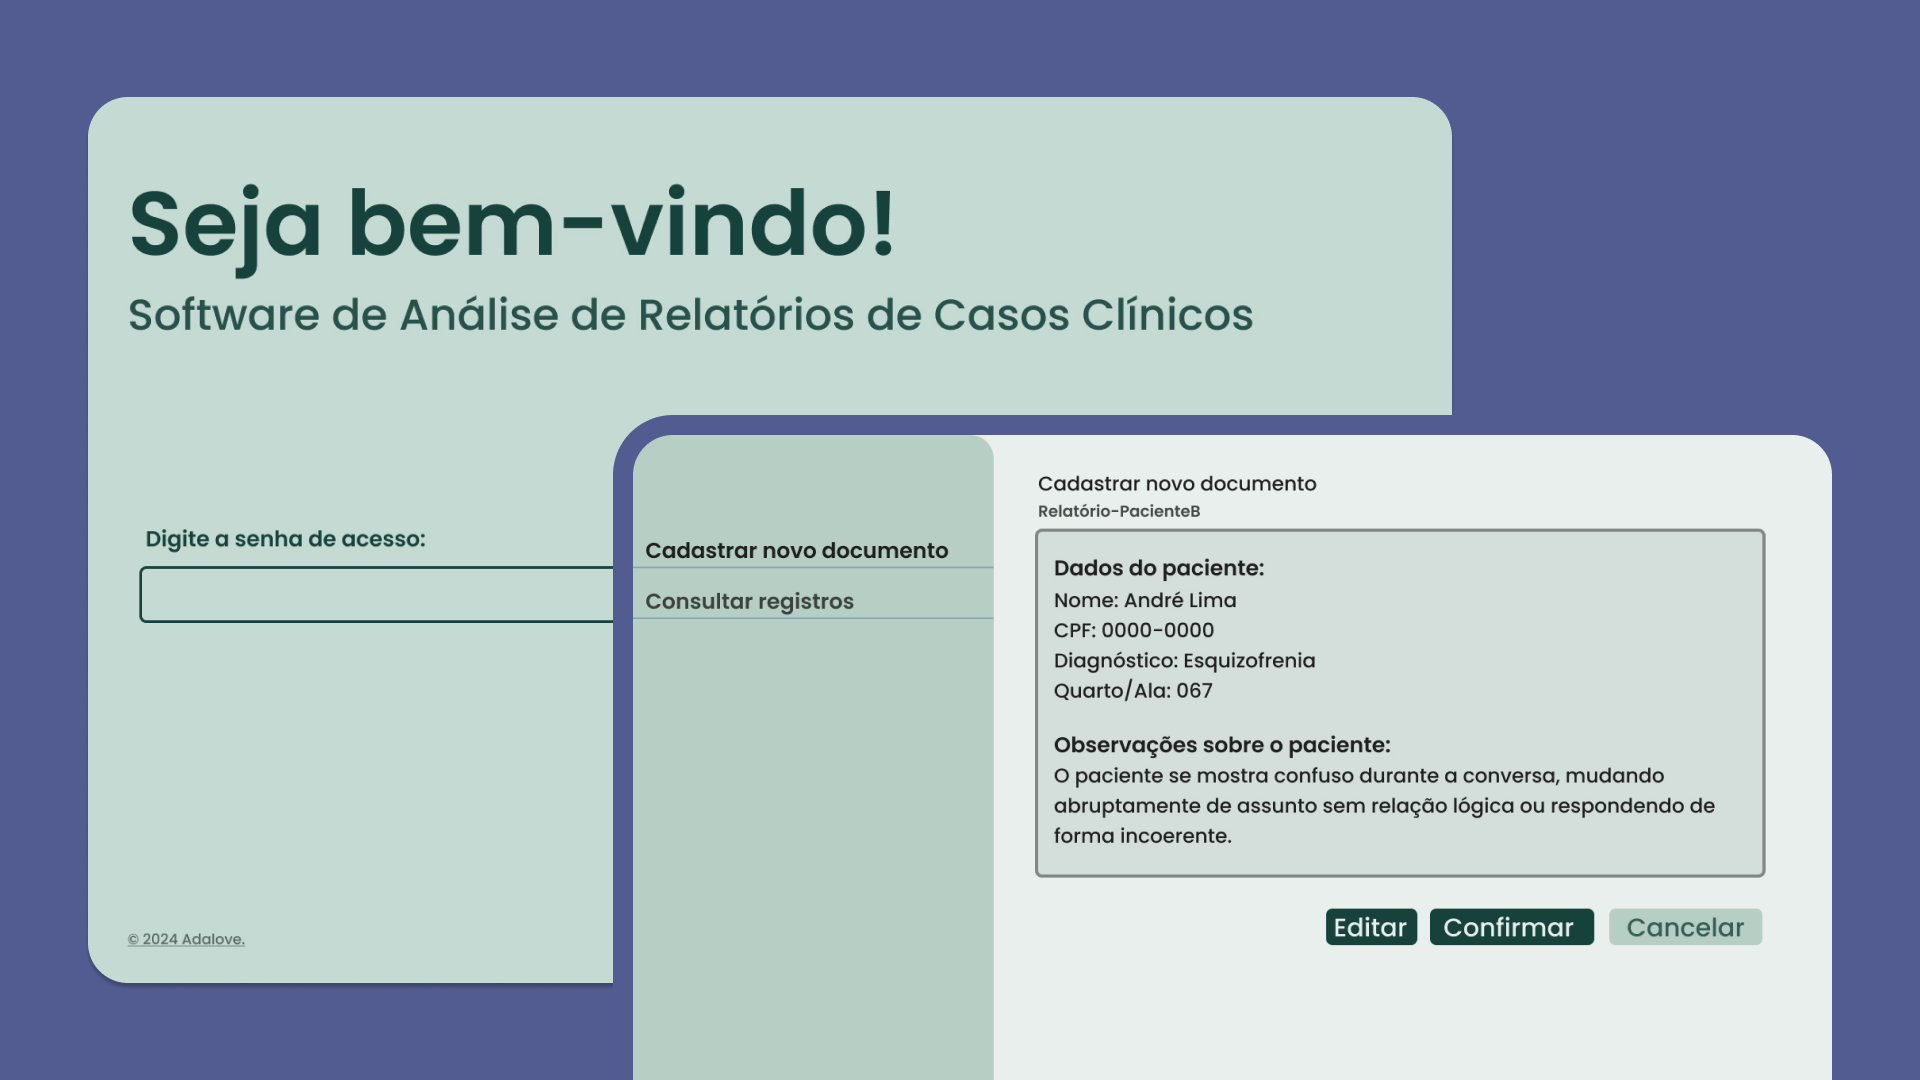 Seja bem-vindo!
Software de Análise de Relatórios de Casos Clínicos
Digite a senha de acesso:
© 2024 Adalove.
Cadastrar novo documento
Consultar registros
Cadastrar novo documento
Relatório-PacienteB
Dados do paciente:
Nome: André Lima
CPF: 0000-0000
Diagnóstico: Esquizofrenia
Quarto/Ala: 067
Observações sobre o paciente:
O paciente se mostra confuso durante a conversa, mudando
abruptamente de assunto sem relação lógica ou respondendo de
forma incoerente.
Editar
Confirmar
Cancelar